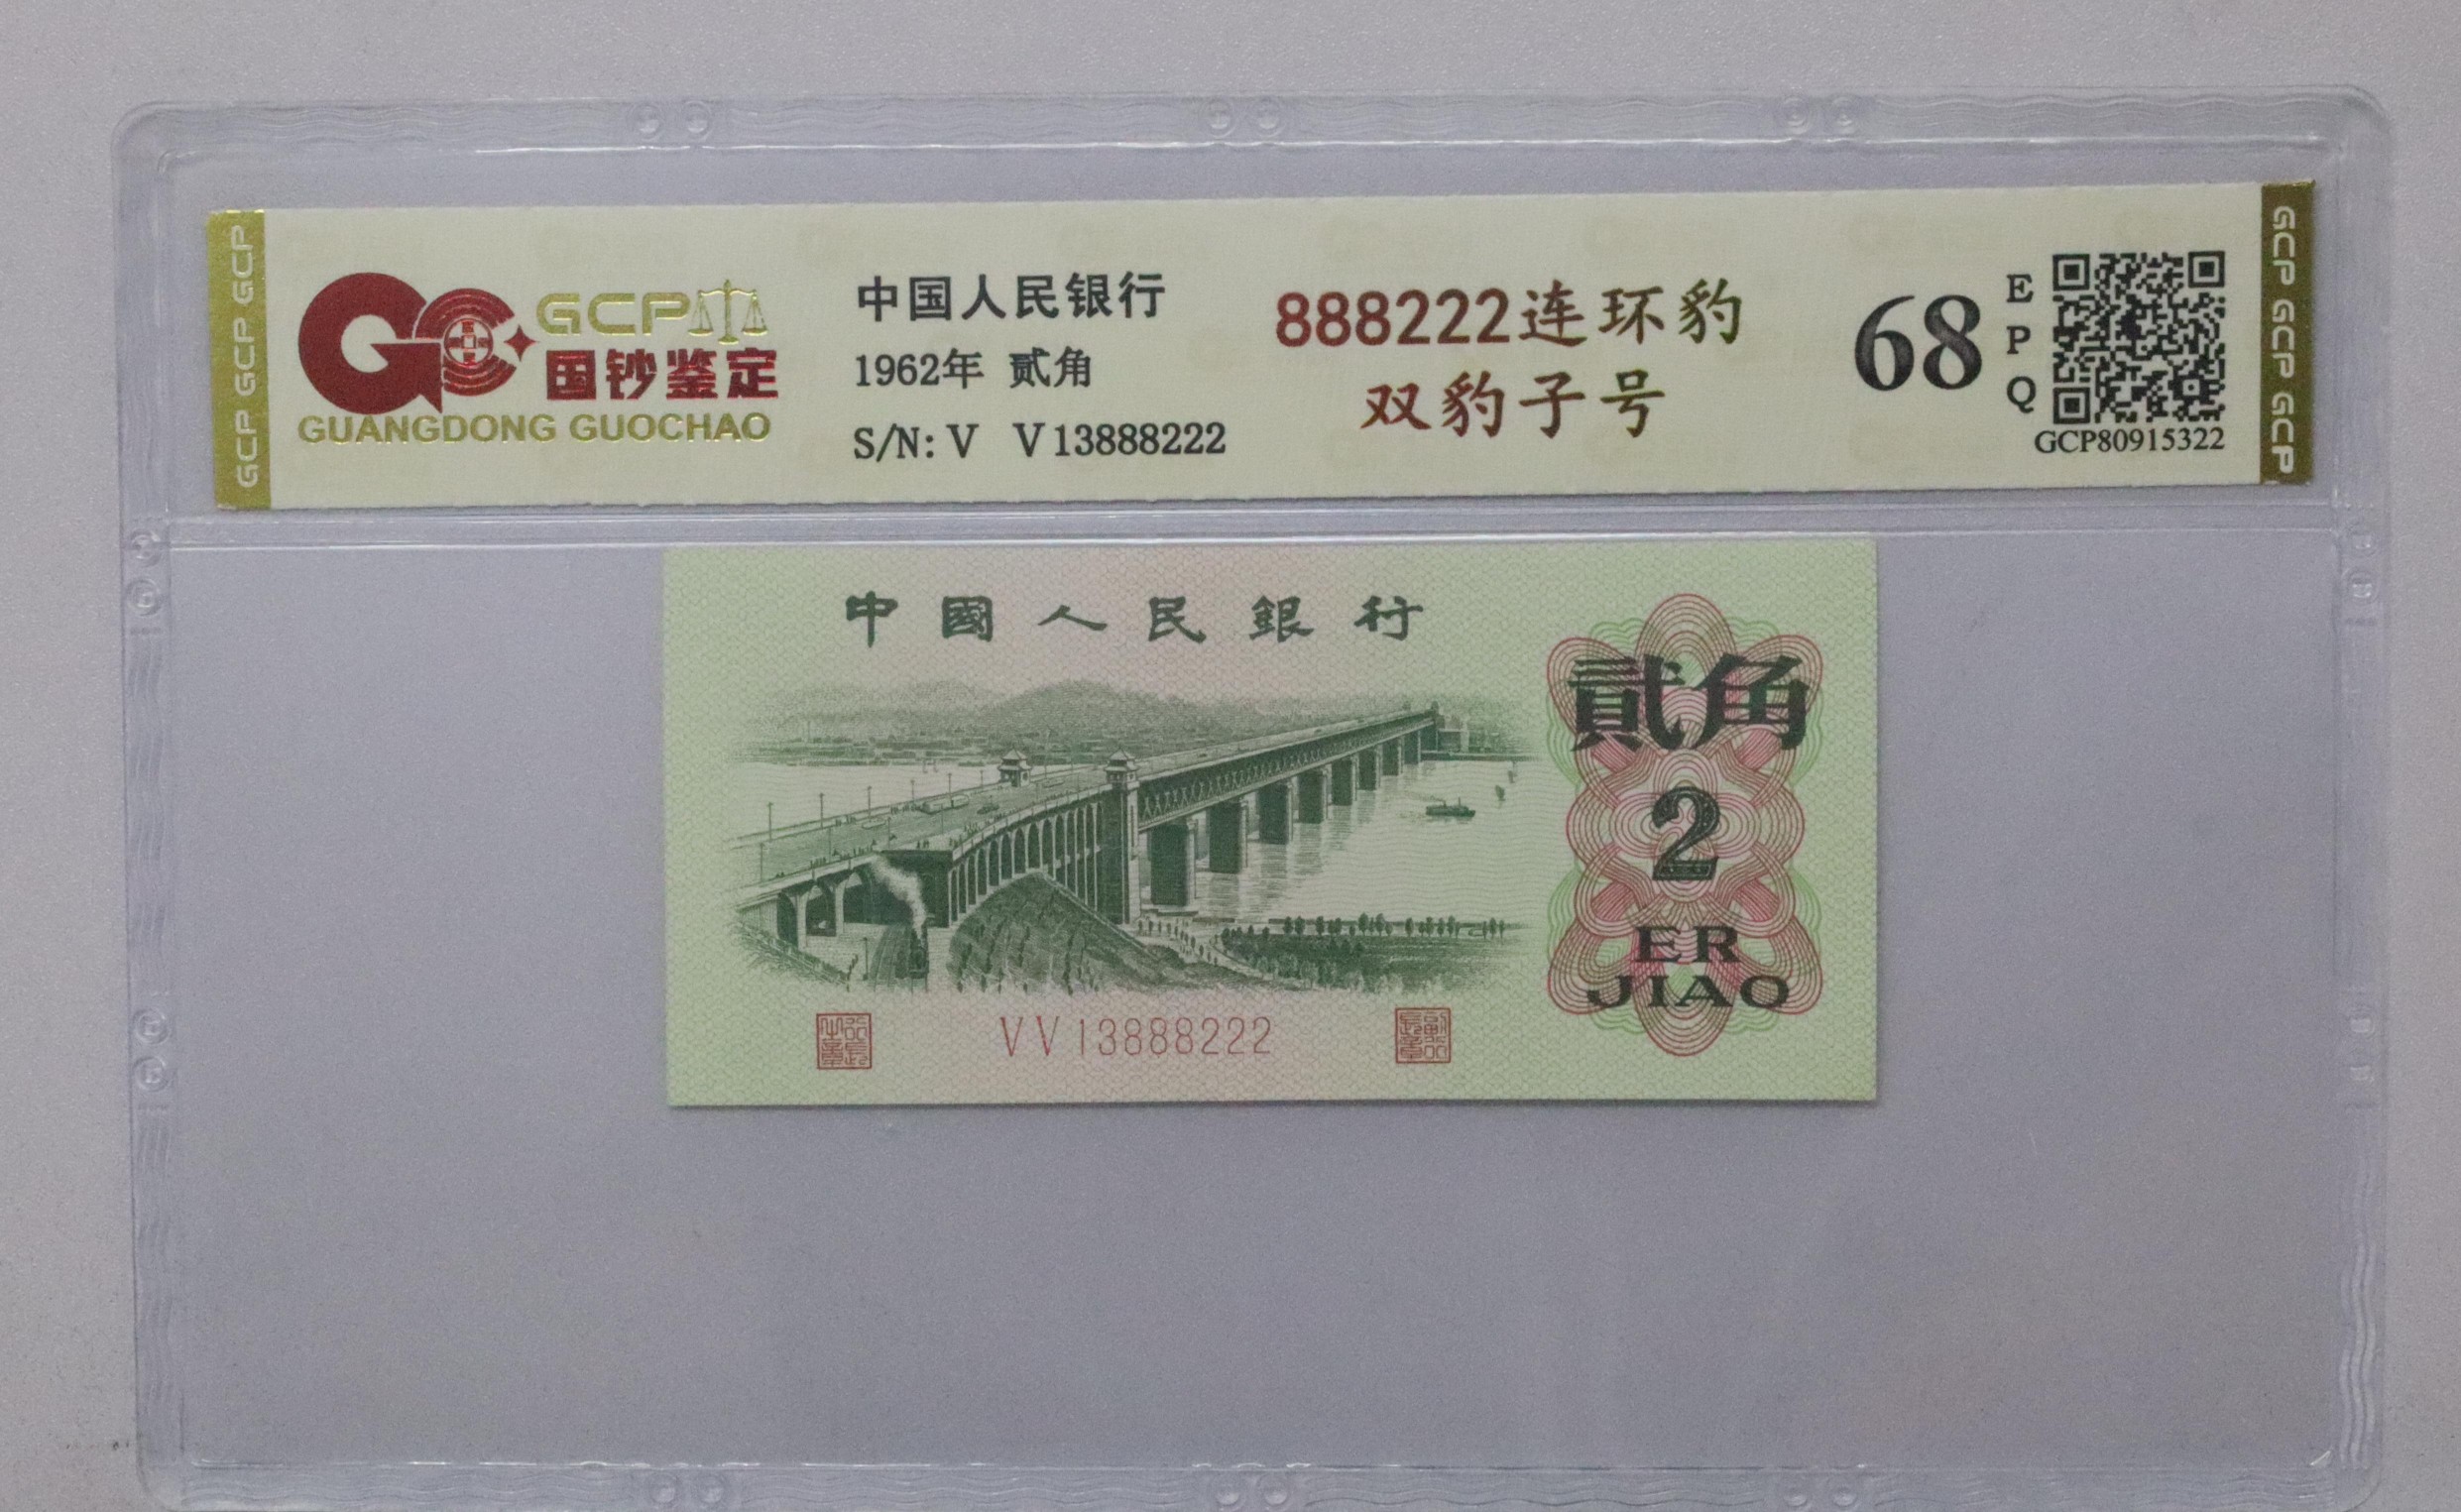 GCP GCP GCP
GCP
国钞鉴定
GUANGDONG GUOCHAO
中国人民银行
1962年 贰角
S/N: V V13888222
888222连环豹
双豹子号
68
E
P
Q
GCP80915322
GCP GCP GCP
中國人民銀行
貳角
2
ER
JIAO
VV13888222